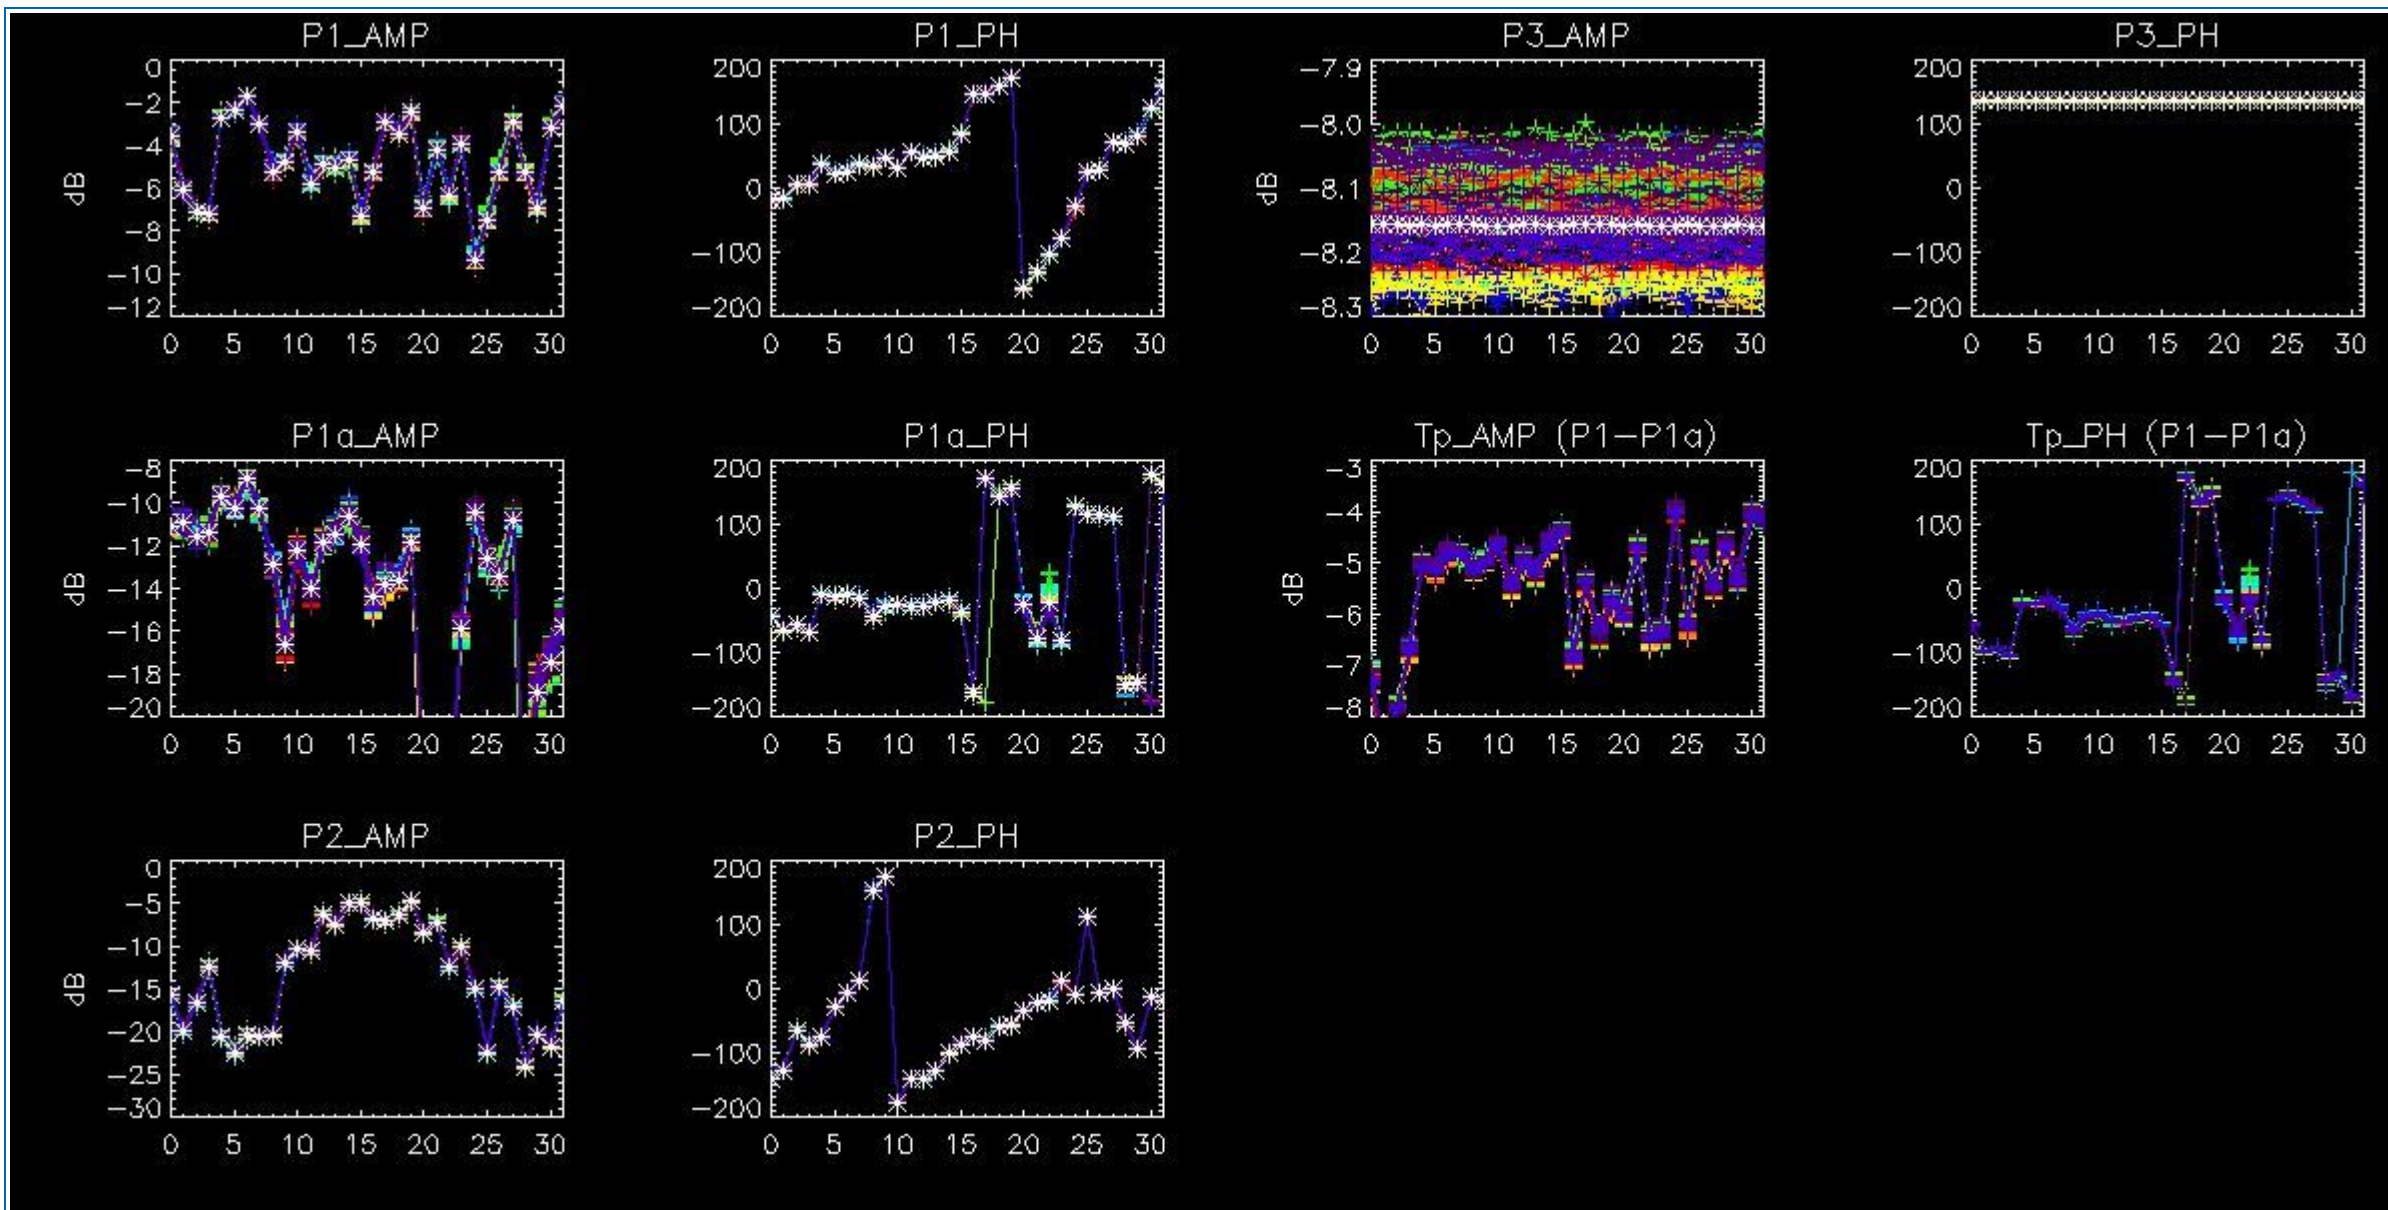 P1_AMP
0
−2
−4
−6
−8
−10
−12
dB
0 5 10 15 20 25 30
P1_PH
200
100
0
−100
−200
0 5 10 15 20 25 30
P3_AMP
−7.9
−8.0
−8.1
−8.2
−8.3
dB
0 5 10 15 20 25 30
P3_PH
200
100
0
−100
−200
0 5 10 15 20 25 30
P1a_AMP
−8
−10
−12
−14
−16
−18
−20
dB
0 5 10 15 20 25 30
P1a_PH
200
100
0
−100
−200
0 5 10 15 20 25 30
Tp_AMP (P1−P1a)
−3
−4
−5
−6
−7
−8
dB
0 5 10 15 20 25 30
Tp_PH (P1−P1a)
200
100
0
−100
−200
0 5 10 15 20 25 30
P2_AMP
0
−5
−10
−15
−20
−25
−30
dB
0 5 10 15 20 25 30
P2_PH
200
100
0
−100
−200
0 5 10 15 20 25 30